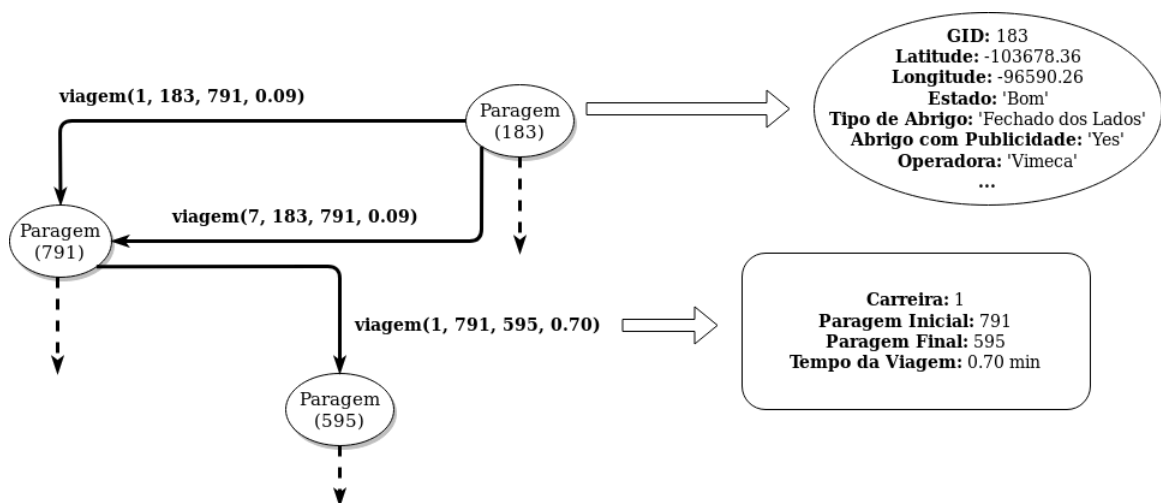 viagem(1, 183, 791, 0.09)
Paragem
(183)
GID: 183
Latitude: -103678.36
Longitude: -96590.26
Estado: 'Bom'
Tipo de Abrigo: 'Fechado dos Lados'
Abrigo com Publicidade: 'Yes'
Operadora: 'Vimeca'
...
viagem(7, 183, 791, 0.09)
Paragem
(791)
viagem(1, 791, 595, 0.70)
Carreira: 1
Paragem Inicial: 791
Paragem Final: 595
Tempo da Viagem: 0.70 min
Paragem
(595)